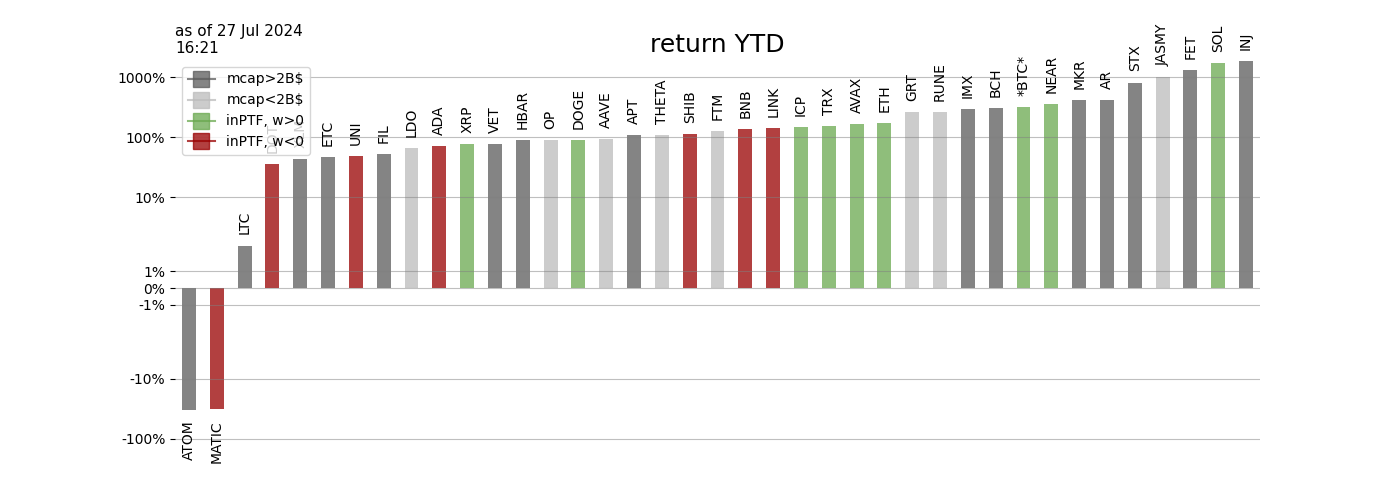 as of 27 Jul 2024
16:21
return YTD
mcap>2B$
mcap<2B$
inPTF, w>0
inPTF, w<0
1000%
100%
10%
1%
0%
-1%
-10%
-100%
ATOM
MATIC
LTC
DOT
ETC
UNI
FIL
LDO
ADA
XRP
VET
HBAR
OP
DOGE
AAVE
APT
THETA
SHIB
FTM
BNB
LINK
ICP
TRX
AVAX
ETH
GRT
RUNE
IMX
BCH
*BTC*
NEAR
MKR
AR
STX
JASMY
FET
SOL
INJ